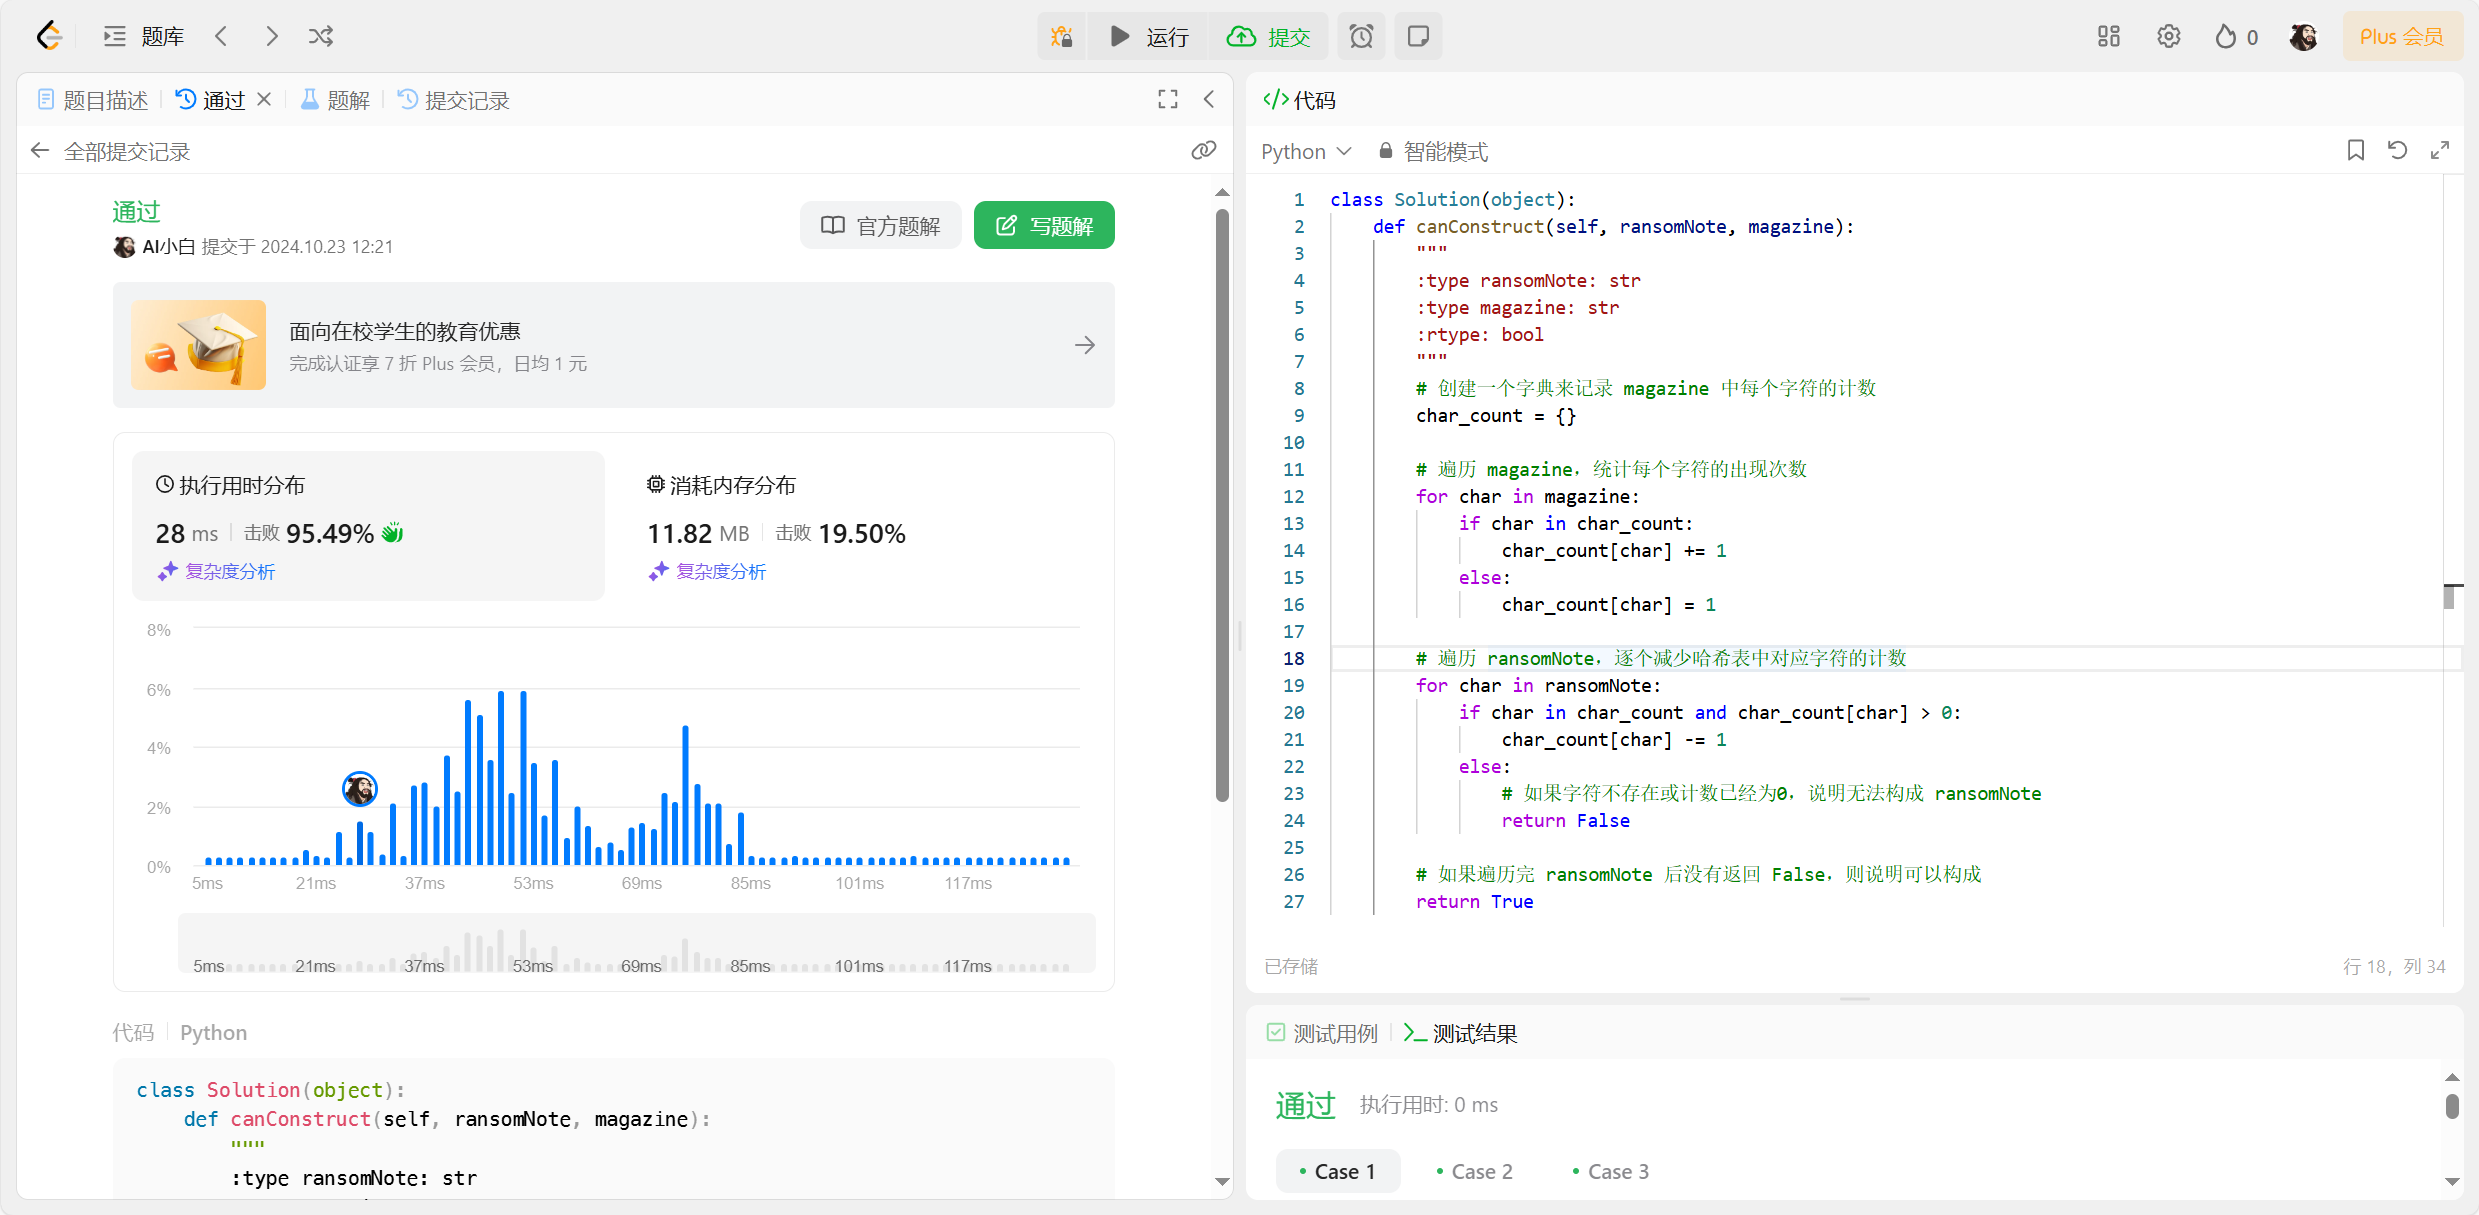 题库
运行
提交
0
Plus 会员
题目描述
通过
题解
提交记录
全部提交记录
通过
AI小白 提交于 2024.10.23 12:21
官方题解
写题解
面向在校学生的教育优惠
完成认证享 7 折 Plus 会员，日均 1 元
执行用时分布
28 ms 击败 95.49%
复杂度分析
消耗内存分布
11.82 MB 击败 19.50%
复杂度分析
8%
6%
4%
2%
0%
5ms 21ms 37ms 53ms 69ms 85ms 101ms 117ms
5ms 21ms 37ms 53ms 69ms 85ms 101ms 117ms
代码 Python
class Solution(object):
def canConstruct(self, ransomNote, magazine):
"""
:type ransomNote: str
</> 代码
Python 智能模式
1 class Solution(object):
2 def canConstruct(self, ransomNote, magazine):
3 """
4 :type ransomNote: str
5 :type magazine: str
6 :rtype: bool
7 """
8 # 创建一个字典来记录 magazine 中每个字符的计数
9 char_count = {}
10
11 # 遍历 magazine，统计每个字符的出现次数
12 for char in magazine:
13 if char in char_count:
14 char_count[char] += 1
15 else:
16 char_count[char] = 1
17
18 # 遍历 ransomNote，逐个减少哈希表中对应字符的计数
19 for char in ransomNote:
20 if char in char_count and char_count[char] > 0:
21 char_count[char] -= 1
22 else:
23 # 如果字符不存在或计数已经为0，说明无法构成 ransomNote
24 return False
25
26 # 如果遍历完 ransomNote 后没有返回 False，则说明可以构成
27 return True
已存储
行 18，列 34
测试用例
测试结果
通过 执行用时: 0 ms
Case 1
Case 2
Case 3